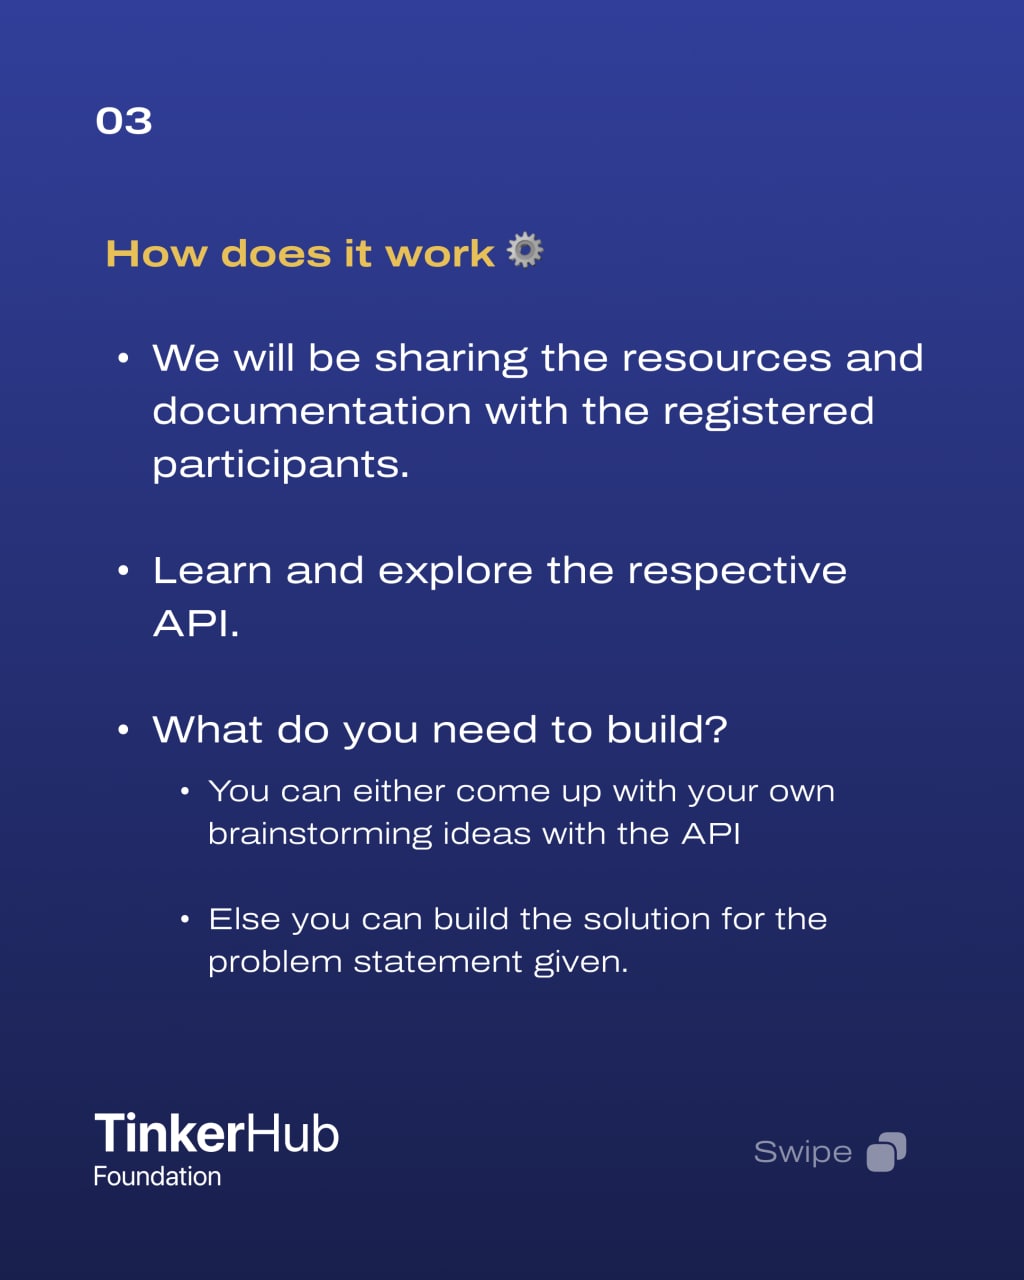 03
How does it work ⚙️
• We will be sharing the resources and
documentation with the registered
participants.
• Learn and explore the respective
API.
• What do you need to build?
• You can either come up with your own
brainstorming ideas with the API
• Else you can build the solution for the
problem statement given.
TinkerHub
Foundation
Swipe